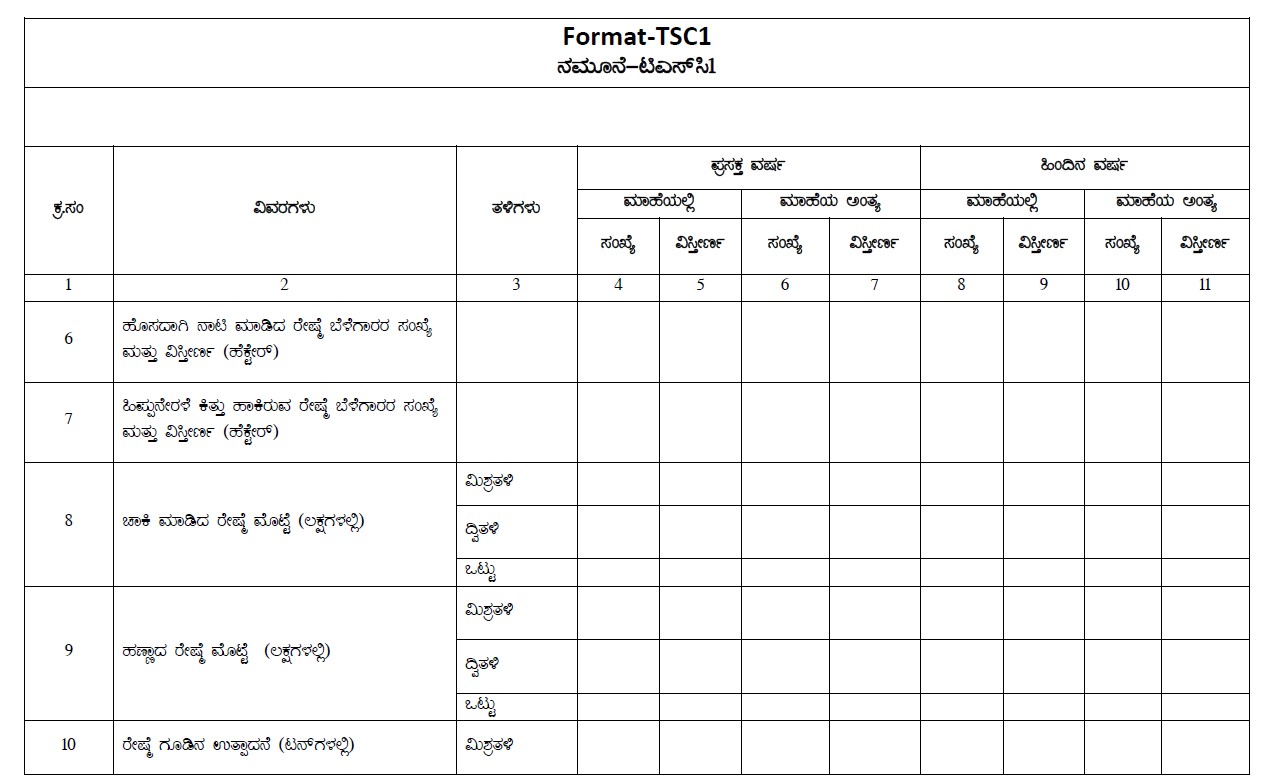 Format-TSC1
ನಮೂನೆ–ಟಿಎಸ್‌ಸಿ1
ಕ್ರ.ಸಂ ವಿವರಗಳು ತಳಿಗಳು ಪ್ರಸಕ್ತ ವರ್ಷ ಹಿಂದಿನ ವರ್ಷ
ಮಾಹೆಯಲ್ಲಿ ಮಾಹೆಯ ಅಂತ್ಯ ಮಾಹೆಯಲ್ಲಿ ಮಾಹೆಯ ಅಂತ್ಯ
ಸಂಖ್ಯೆ ವಿಸ್ತೀರ್ಣ ಸಂಖ್ಯೆ ವಿಸ್ತೀರ್ಣ ಸಂಖ್ಯೆ ವಿಸ್ತೀರ್ಣ ಸಂಖ್ಯೆ ವಿಸ್ತೀರ್ಣ
1 2 3 4 5 6 7 8 9 10 11
6 ಹೊಸದಾಗಿ ನಾಟಿ ಮಾಡಿದ ರೇಷ್ಮೆ ಬೆಳೆಗಾರರ ಸಂಖ್ಯೆ
ಮತ್ತು ವಿಸ್ತೀರ್ಣ (ಹೆಕ್ಟೇರ್)
7 ಹಿಪ್ಪುನೇರಳೆ ಕಿತ್ತು ಹಾಕಿರುವ ರೇಷ್ಮೆ ಬೆಳೆಗಾರರ ಸಂಖ್ಯೆ
ಮತ್ತು ವಿಸ್ತೀರ್ಣ (ಹೆಕ್ಟೇರ್)
8 ಚಾಕಿ ಮಾಡಿದ ರೇಷ್ಮೆ ಮೊಟ್ಟೆ (ಲಕ್ಷಗಳಲ್ಲಿ) ಮಿಶ್ರತಳಿ
ದ್ವಿತಳಿ
ಒಟ್ಟು
9 ಹಣ್ಣಾದ ರೇಷ್ಮೆ ಮೊಟ್ಟೆ (ಲಕ್ಷಗಳಲ್ಲಿ) ಮಿಶ್ರತಳಿ
ದ್ವಿತಳಿ
ಒಟ್ಟು
10 ರೇಷ್ಮೆ ಗೂಡಿನ ಉತ್ಪಾದನೆ (ಟನ್‌ಗಳಲ್ಲಿ) ಮಿಶ್ರತಳಿ